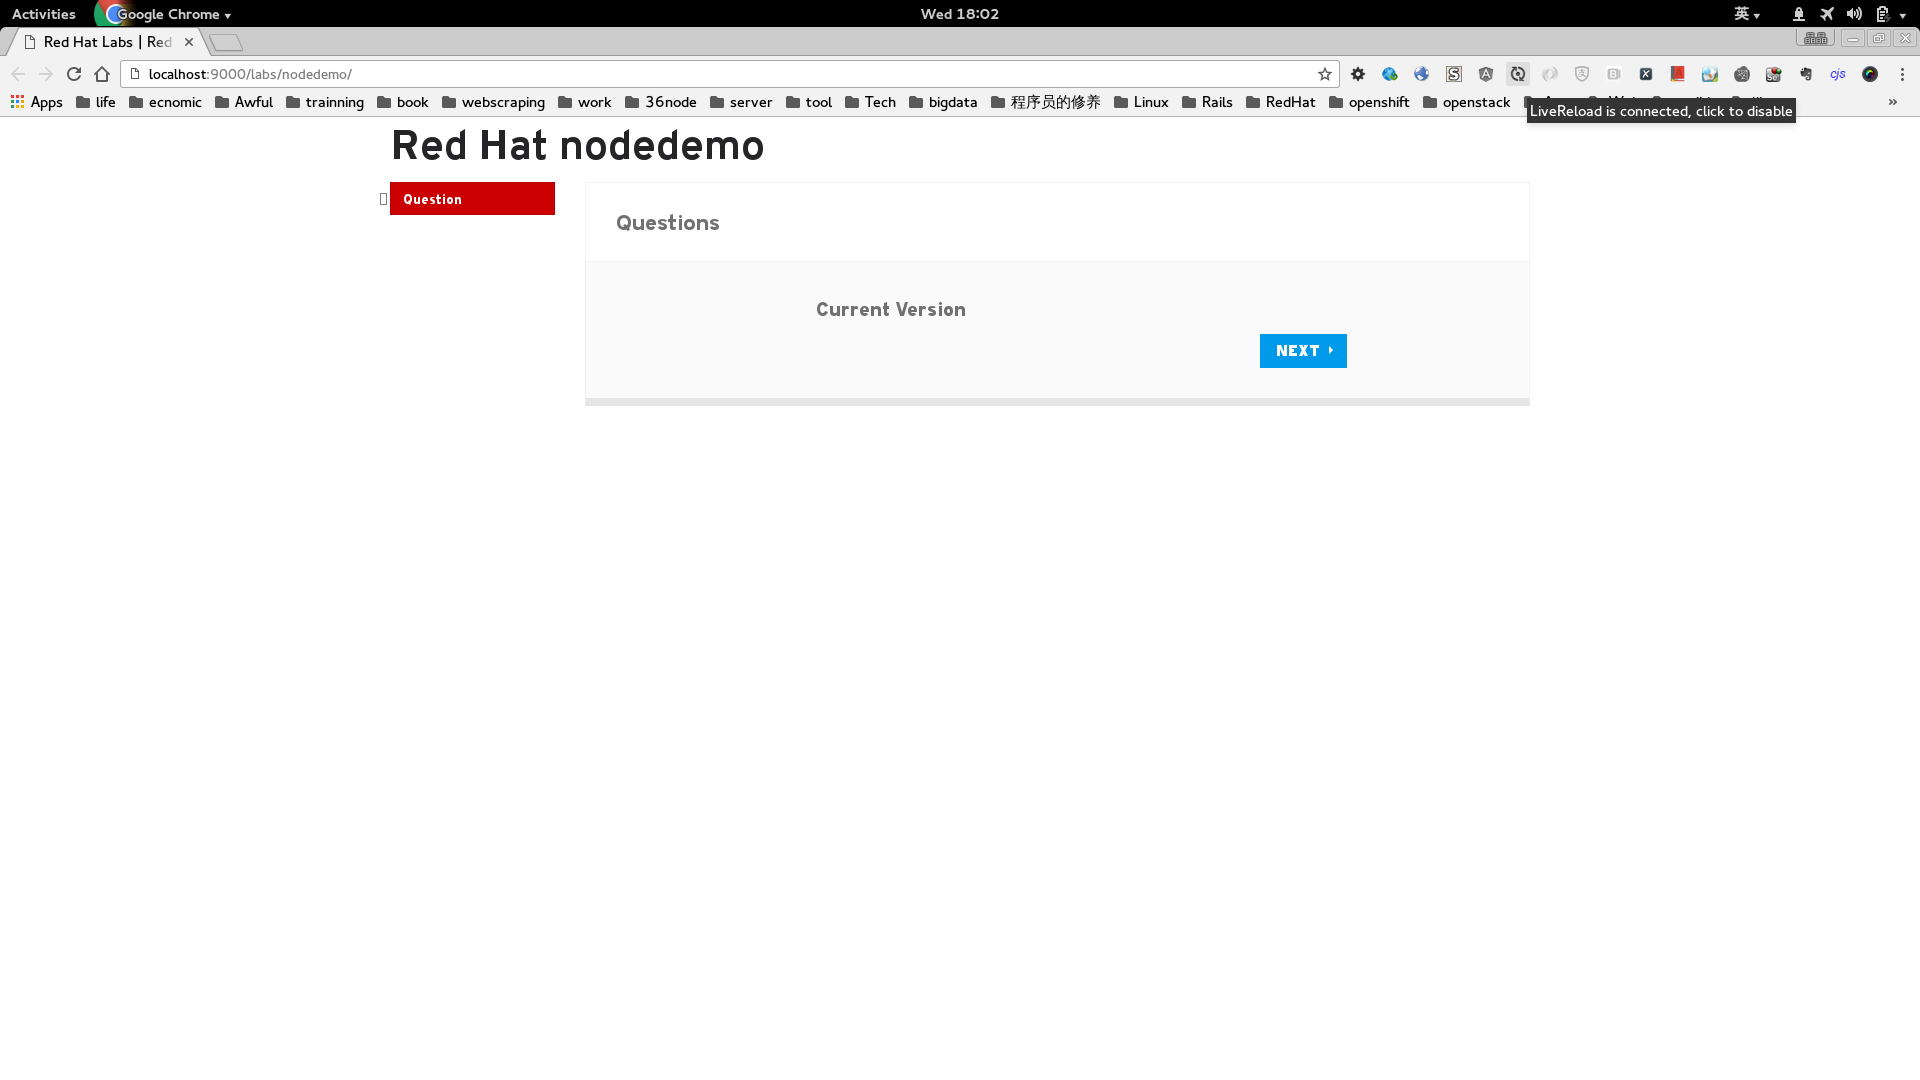 Activities Google Chrome Wed 18:02 英
Red Hat Labs | Red
localhost:9000/labs/nodedemo/ cjs
Apps life ecnomic Awful trainning book webscraping work 36node server tool Tech bigdata 程序员的修养 Linux Rails RedHat openshift openstack »
LiveReload is connected, click to disable
Red Hat nodedemo
Question
Questions
Current Version
NEXT